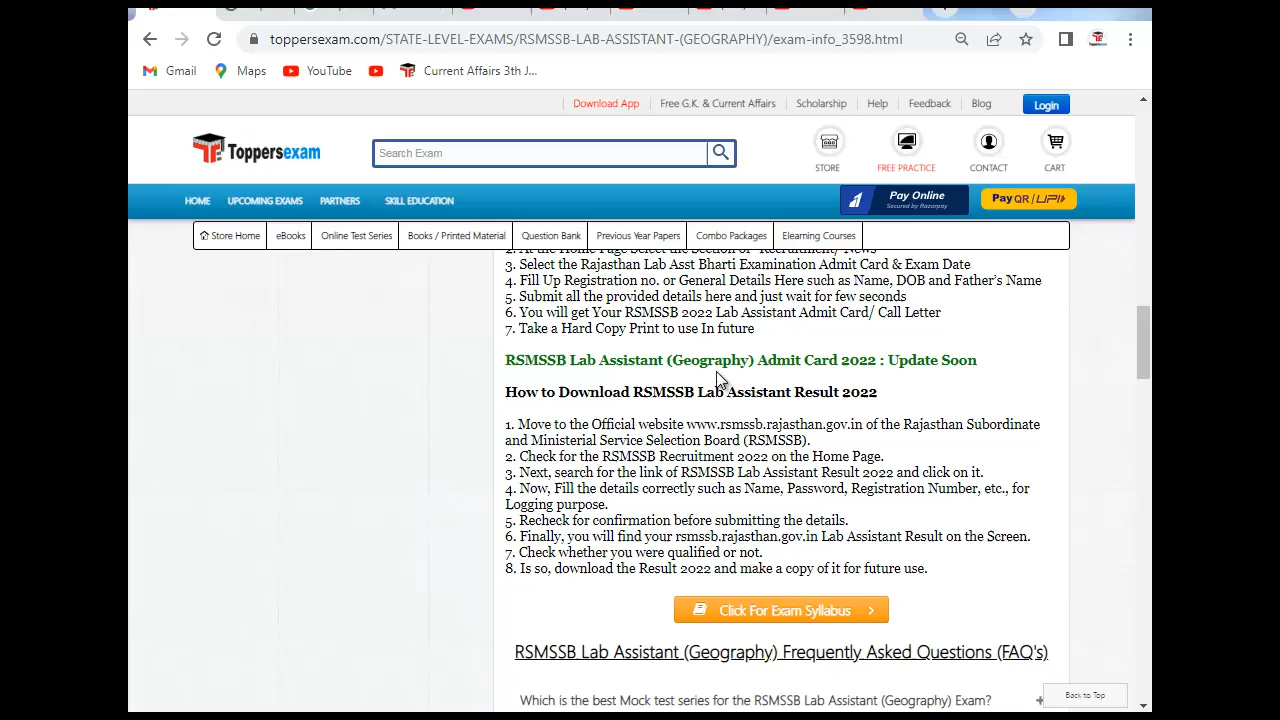 toppersexam.com/STATE-LEVEL-EXAMS/RSMSSB-LAB-ASSISTANT-(GEOGRAPHY)/exam-info_3598.html
Gmail Maps YouTube Current Affairs 3th J...
Download App Free G.K. & Current Affairs Scholarship Help Feedback Blog Login
Toppersexam Search Exam
STORE FREE PRACTICE CONTACT CART
HOME UPCOMING EXAMS PARTNERS SKILL EDUCATION Pay Online Secured by Razorpay Pay QR/UPI
Store Home eBooks Online Test Series Books / Printed Material Question Bank Previous Year Papers Combo Packages Elearning Courses
2. At the Home Page Select the Section of "Recruitment/ News"
3. Select the Rajasthan Lab Asst Bharti Examination Admit Card & Exam Date
4. Fill Up Registration no. or General Details Here such as Name, DOB and Father's Name
5. Submit all the provided details here and just wait for few seconds
6. You will get Your RSMSSB 2022 Lab Assistant Admit Card/ Call Letter
7. Take a Hard Copy Print to use In future
RSMSSB Lab Assistant (Geography) Admit Card 2022 : Update Soon
How to Download RSMSSB Lab Assistant Result 2022
1. Move to the Official website www.rsmssb.rajasthan.gov.in of the Rajasthan Subordinate
and Ministerial Service Selection Board (RSMSSB).
2. Check for the RSMSSB Recruitment 2022 on the Home Page.
3. Next, search for the link of RSMSSB Lab Assistant Result 2022 and click on it.
4. Now, Fill the details correctly such as Name, Password, Registration Number, etc., for
Logging purpose.
5. Recheck for confirmation before submitting the details.
6. Finally, you will find your rsmssb.rajasthan.gov.in Lab Assistant Result on the Screen.
7. Check whether you were qualified or not.
8. Is so, download the Result 2022 and make a copy of it for future use.
Click For Exam Syllabus
RSMSSB Lab Assistant (Geography) Frequently Asked Questions (FAQ's)
Which is the best Mock test series for the RSMSSB Lab Assistant (Geography) Exam? +
Back to Top